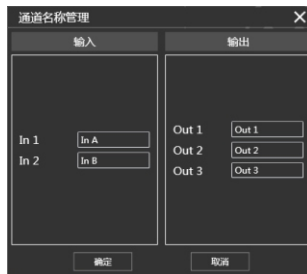 通道名称管理
输入
输出
In 1
In A
In 2
In B
Out 1
Out 1
Out 2
Out 2
Out 3
Out 3
确定
取消